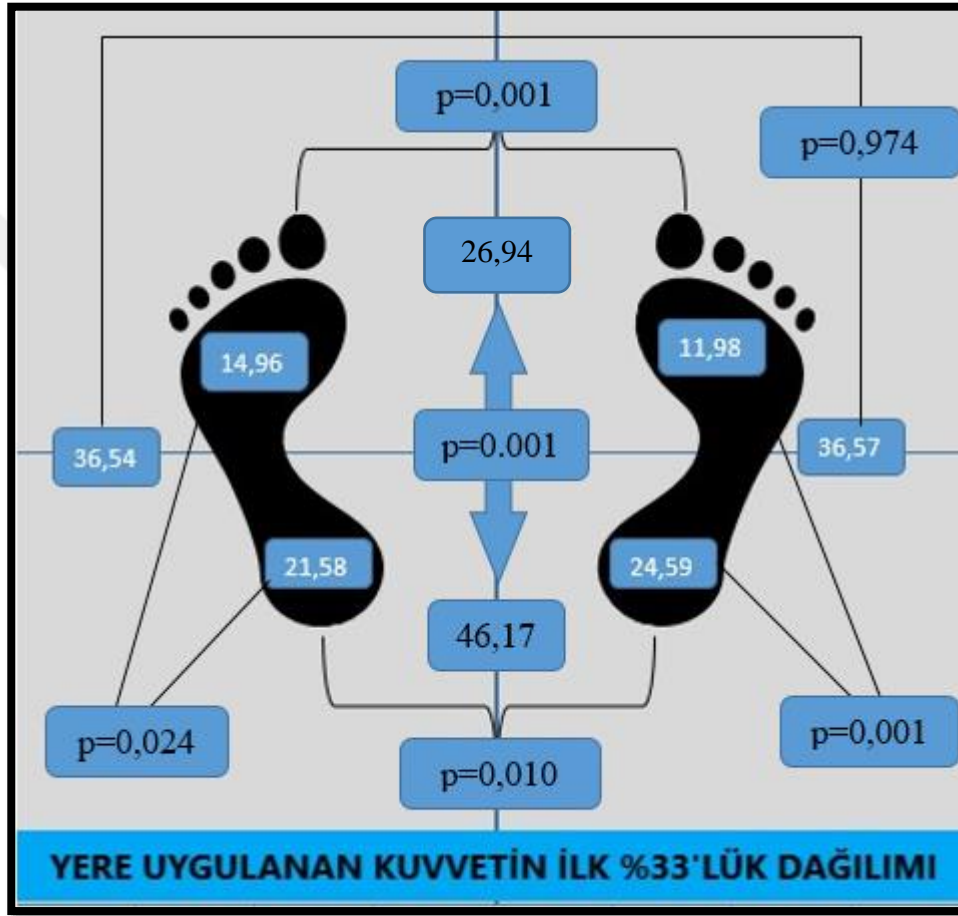 p=0,001
p=0,974
26,94
14,96
11,98
p=0.001
36,54
36,57
21,58
24,59
46,17
p=0,024
p=0,001
p=0,010
YERE UYGULANAN KUVVETİN İLK %33'LÜK DAĞILIMI